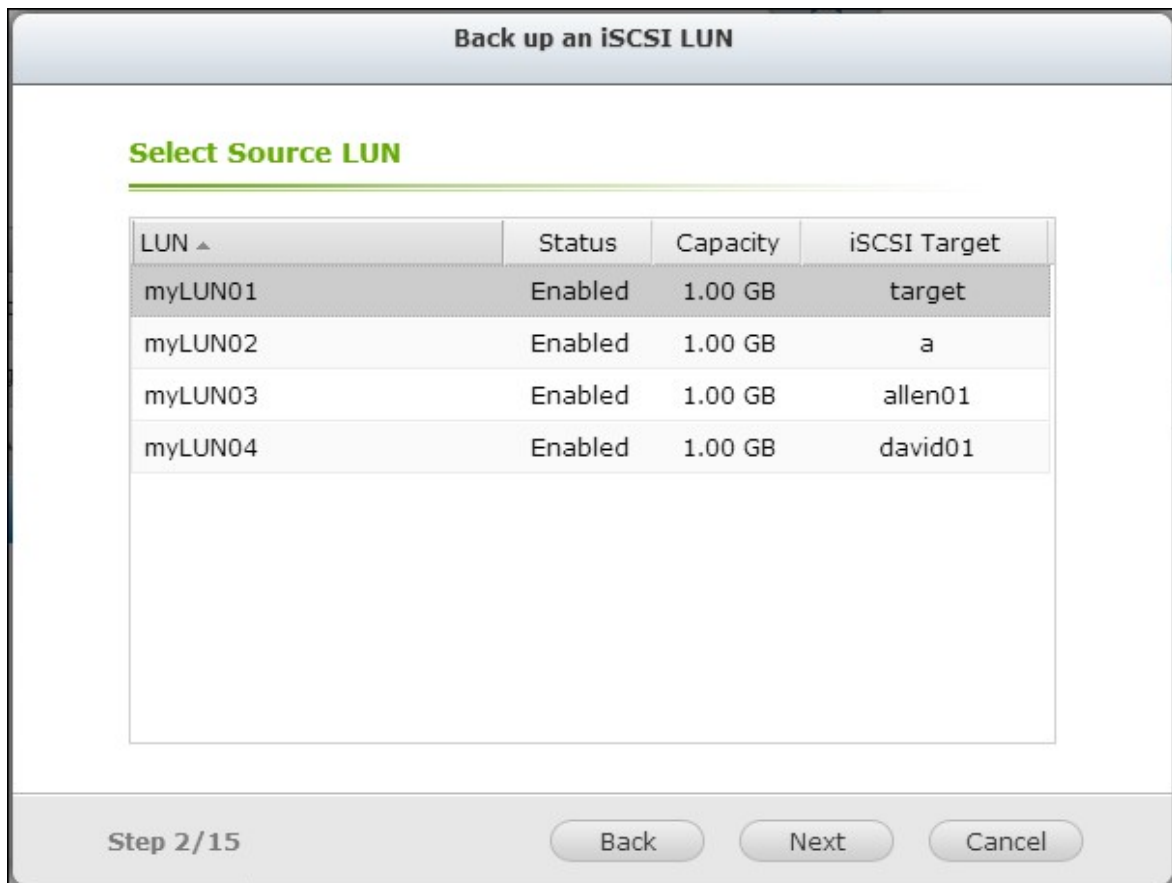 Back up an iSCSI LUN
Select Source LUN
LUN Status Capacity iSCSI Target
myLUN01 Enabled 1.00 GB target
myLUN02 Enabled 1.00 GB a
myLUN03 Enabled 1.00 GB allen01
myLUN04 Enabled 1.00 GB david01
Step 2/15 Back Next Cancel